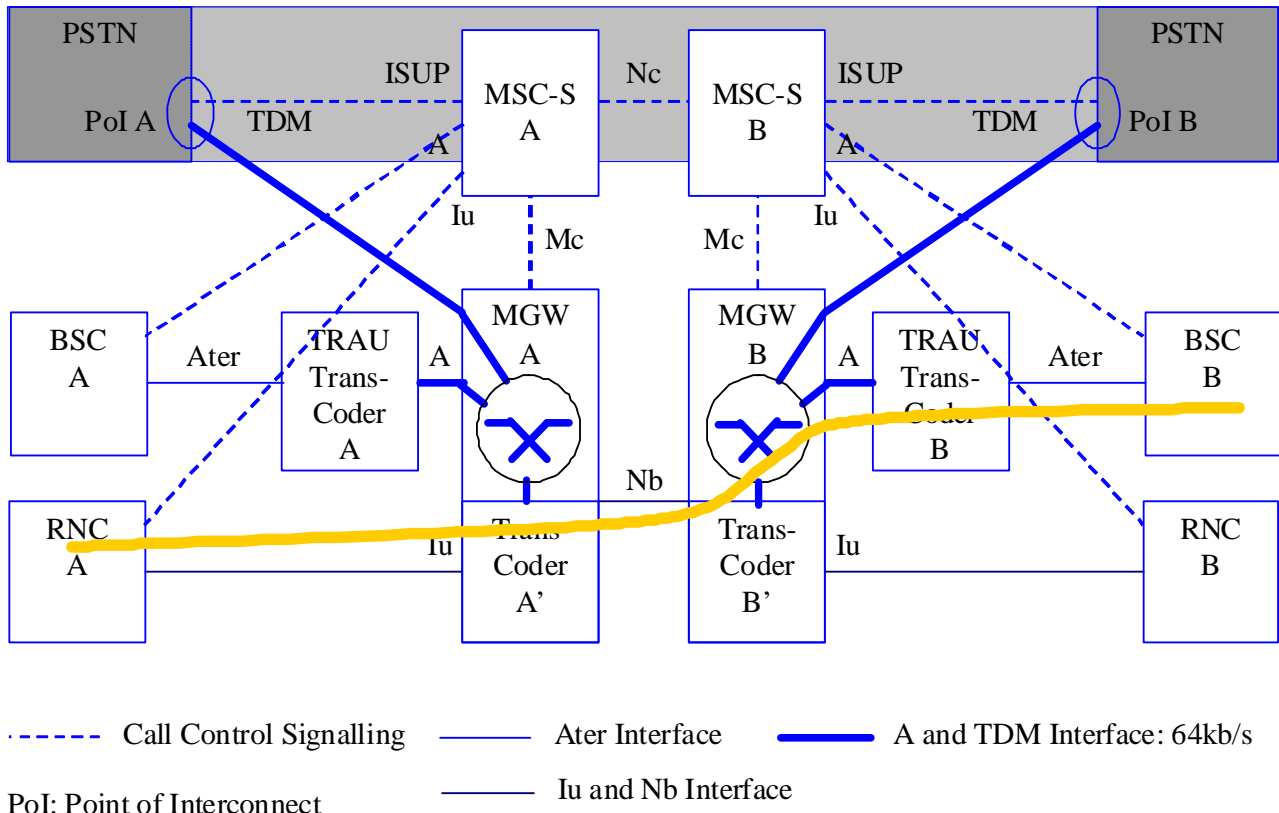 PSTN
PSTN
ISUP
Nc
ISUP
MSC-S
A
MSC-S
B
PoI A
TDM
TDM
PoI B
A
A
Iu
Iu
Mc
Mc
MGW
A
MGW
B
BSC
A
Ater
TRAU
Trans-
Coder
A
A
A
TRAU
Trans-
Coder
B
Ater
BSC
B
Nb
RNC
A
Iu
Trans-
Coder
A’
Trans-
Coder
B’
Iu
RNC
B
Call Control Signalling
Ater Interface
A and TDM Interface: 64kb/s
PoI: Point of Interconnect
Iu and Nb Interface